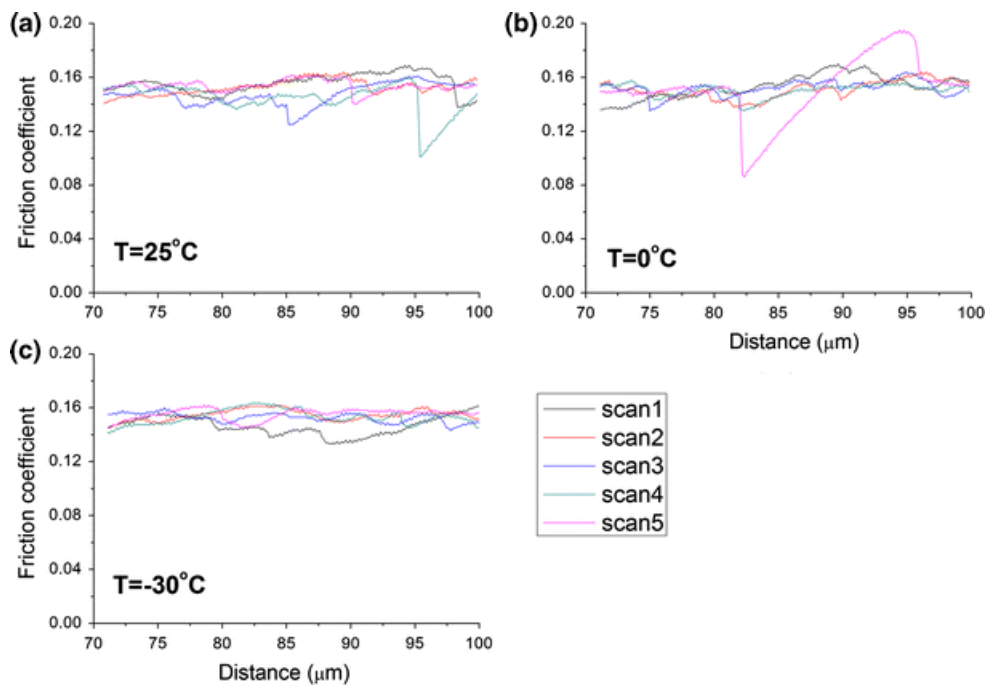 (a)
Friction coefficient
0.20
0.16
0.12
0.08
0.04
0.00
T=25°C
70 75 80 85 90 95 100
(b)
0.20
0.16
0.12
0.08
0.04
0.00
T=0°C
70 75 80 85 90 95 100
Distance (μm)
(c)
Friction coefficient
0.20
0.16
0.12
0.08
0.04
0.00
T=-30°C
70 75 80 85 90 95 100
Distance (μm)
scan1
scan2
scan3
scan4
scan5